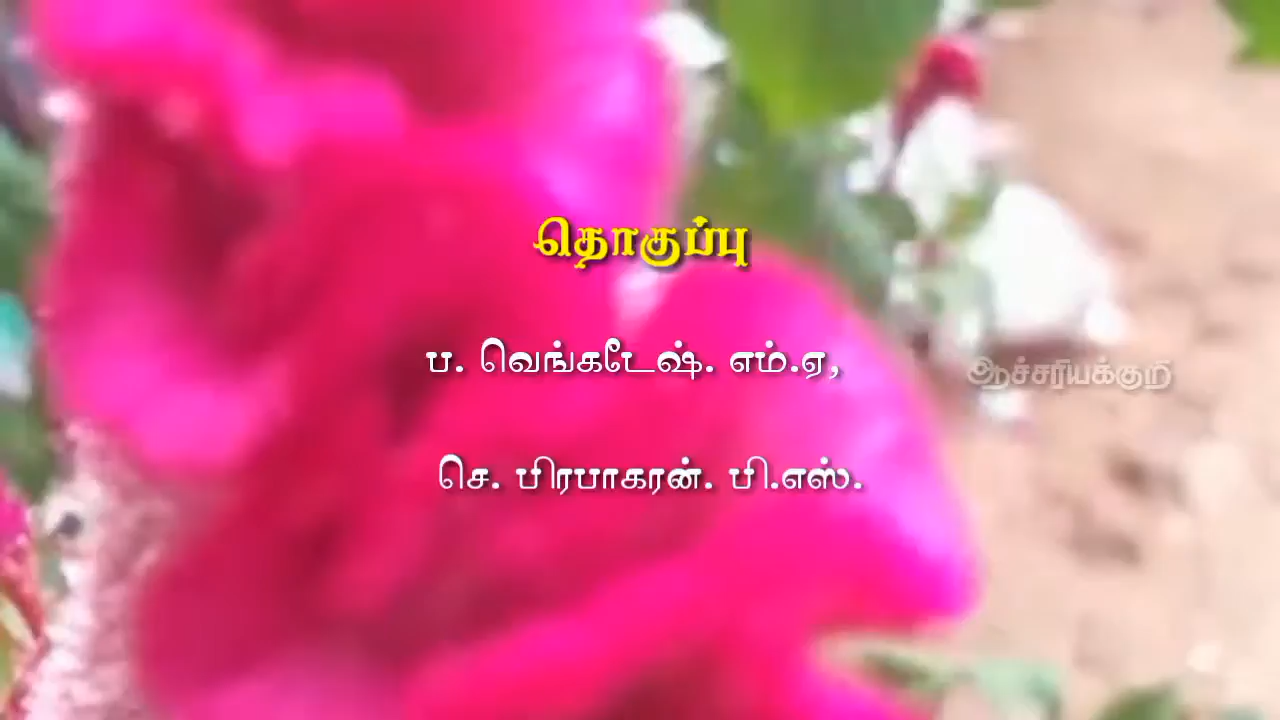 தொகுப்பு
ப. வெங்கடேஷ். எம்.ஏ,
ஆச்சரியக்குறி
செ. பிரபாகரன். பி.எஸ்.